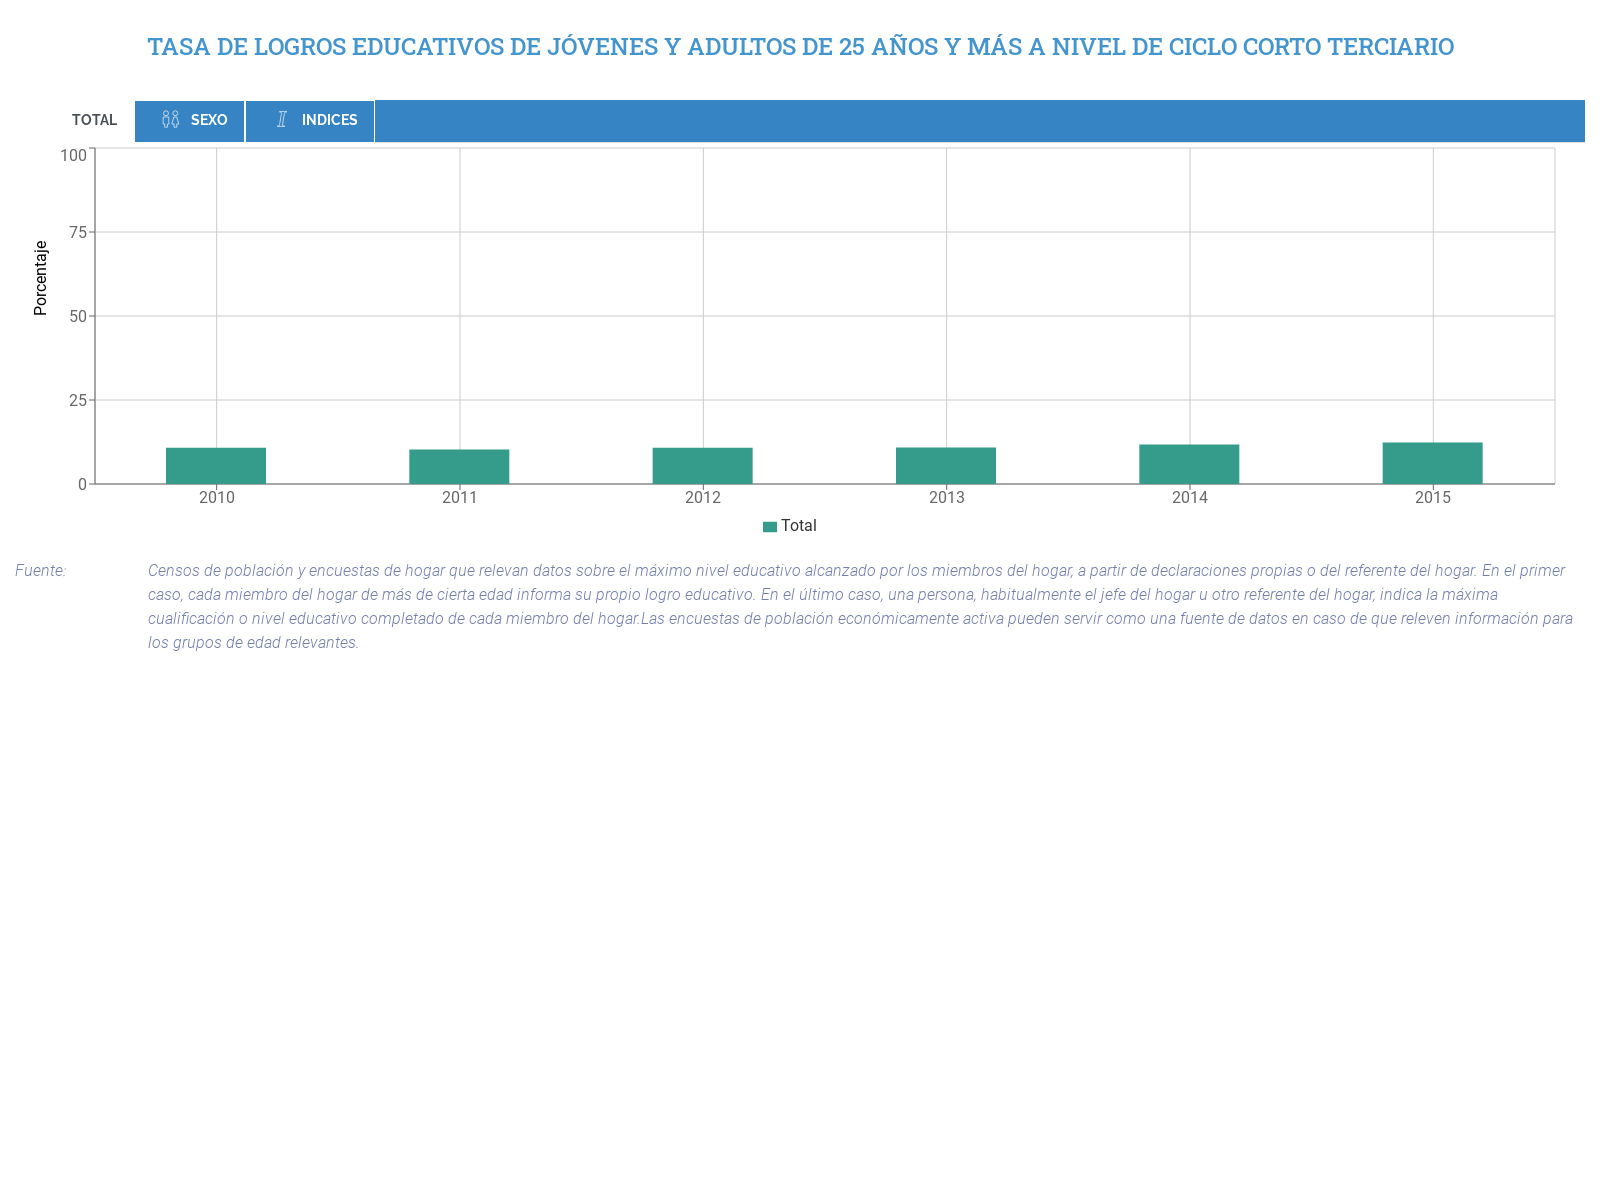 TASA DE LOGROS EDUCATIVOS DE JÓVENES Y ADULTOS DE 25 AÑOS Y MÁS A NIVEL DE CICLO CORTO TERCIARIO
TOTAL SEXO INDICES
100
75
50
25
0
Porcentaje
2010 2011 2012 2013 2014 2015
Total
Fuente: Censos de población y encuestas de hogar que relevan datos sobre el máximo nivel educativo alcanzado por los miembros del hogar, a partir de declaraciones propias o del referente del hogar. En el primer
caso, cada miembro del hogar de más de cierta edad informa su propio logro educativo. En el último caso, una persona, habitualmente el jefe del hogar u otro referente del hogar, indica la máxima
cualificación o nivel educativo completado de cada miembro del hogar.Las encuestas de población económicamente activa pueden servir como una fuente de datos en caso de que releven información para
los grupos de edad relevantes.